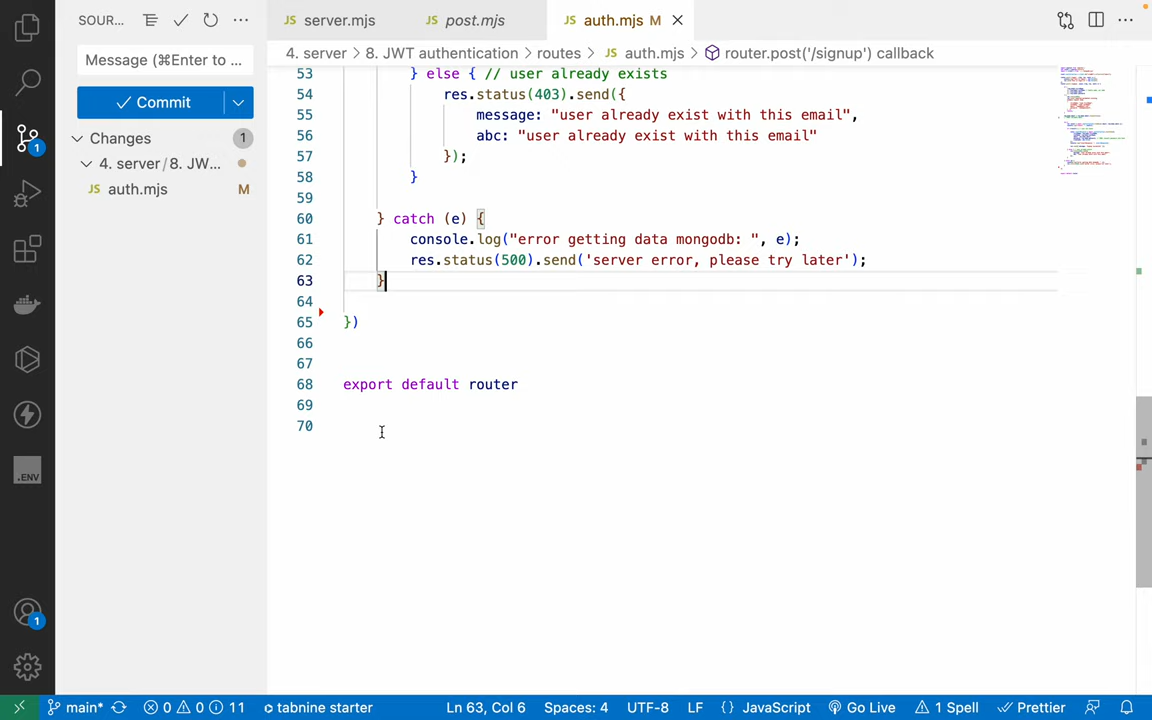 SOUR...
server.mjs
post.mjs
auth.mjs M
4. server > 8. JWT authentication > routes > JS auth.mjs > router.post('/signup') callback
Message (⌘Enter to ...
Commit
Changes 1
4. server / 8. JW...
JS auth.mjs M
53 } else { // user already exists
54 res.status(403).send({
55 message: "user already exist with this email",
56 abc: "user already exist with this email"
57 });
58 }
59
60 } catch (e) {
61 console.log("error getting data mongodb: ", e);
62 res.status(500).send('server error, please try later');
63 }
64
65 })
66
67
68 export default router
69
70
.ENV
1
1
main* 0 0 11 tabnine starter Ln 63, Col 6 Spaces: 4 UTF-8 LF {} JavaScript Go Live 1 Spell Prettier